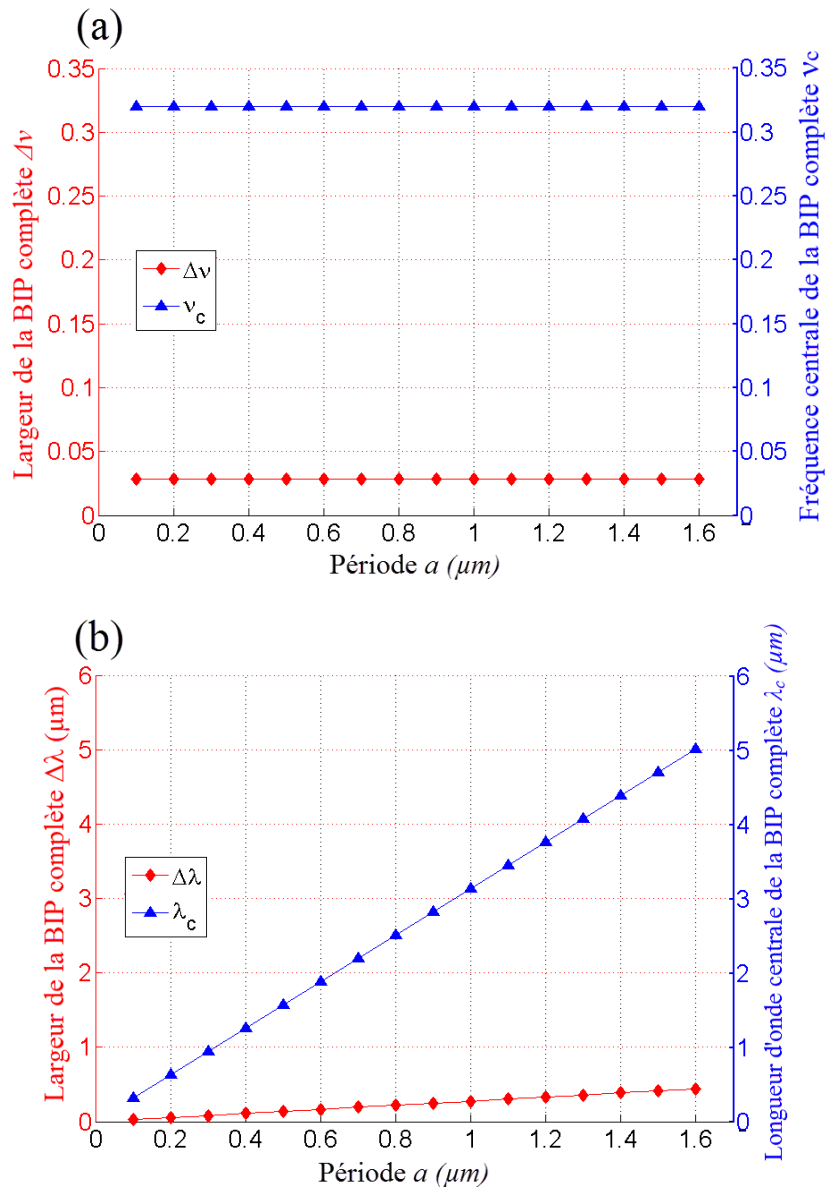 (a)
Largeur de la BIP complète Δν
Fréquence centrale de la BIP complète νc
0.35
0.3
0.25
0.2
0.15
0.1
0.05
0
0.35
0.3
0.25
0.2
0.15
0.1
0.05
0
Δν
ν_c
0 0.2 0.4 0.6 0.8 1 1.2 1.4 1.6
Période a (µm)
(b)
Largeur de la BIP complète Δλ (µm)
Longueur d'onde centrale de la BIP complète λ_c (µm)
6
5
4
3
2
1
0
6
5
4
3
2
1
0
Δλ
λ_c
0 0.2 0.4 0.6 0.8 1 1.2 1.4 1.6
Période a (µm)